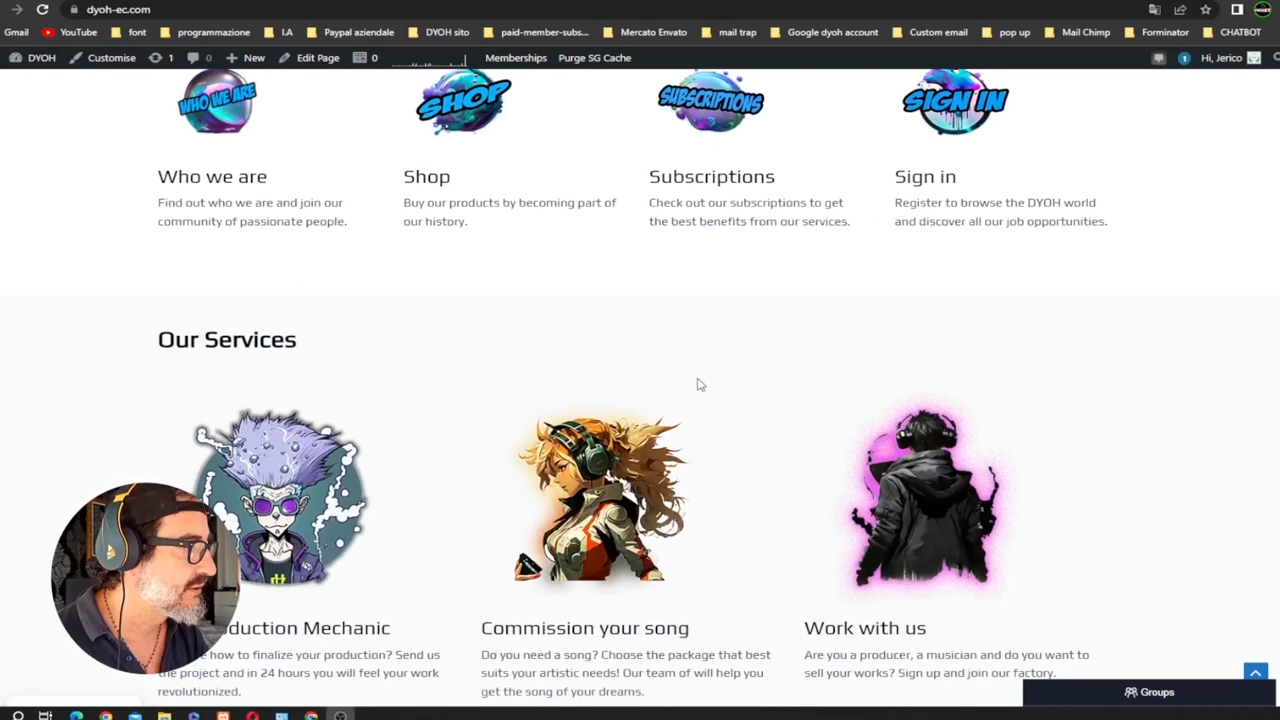 dyoh-ec.com
Gmail YouTube font programmazione I.A Paypal aziendale DYOH sito paid-member-subs... Mercato Envato mail trap Google dyoh account Custom email pop up Mail Chimp Forminator CHATBOT
DYOH Customise 1 0 New Edit Page 0 Memberships Purge SG Cache 1 Hi, Jerico
WHO WE ARE SHOP SUBSCRIPTIONS SIGN IN
Who we are
Find out who we are and join our
community of passionate people.
Shop
Buy our products by becoming part of
our history.
Subscriptions
Check out our subscriptions to get
the best benefits from our services.
Sign in
Register to browse the DYOH world
and discover all our job opportunities.
Our Services
Mechanic
how to finalize your production? Send us
the project and in 24 hours you will feel your work
revolutionized.
Commission your song
Do you need a song? Choose the package that best
suits your artistic needs! Our team of will help you
get the song of your dreams.
Work with us
Are you a producer, a musician and do you want to
sell your works? Sign up and join our factory.
Groups